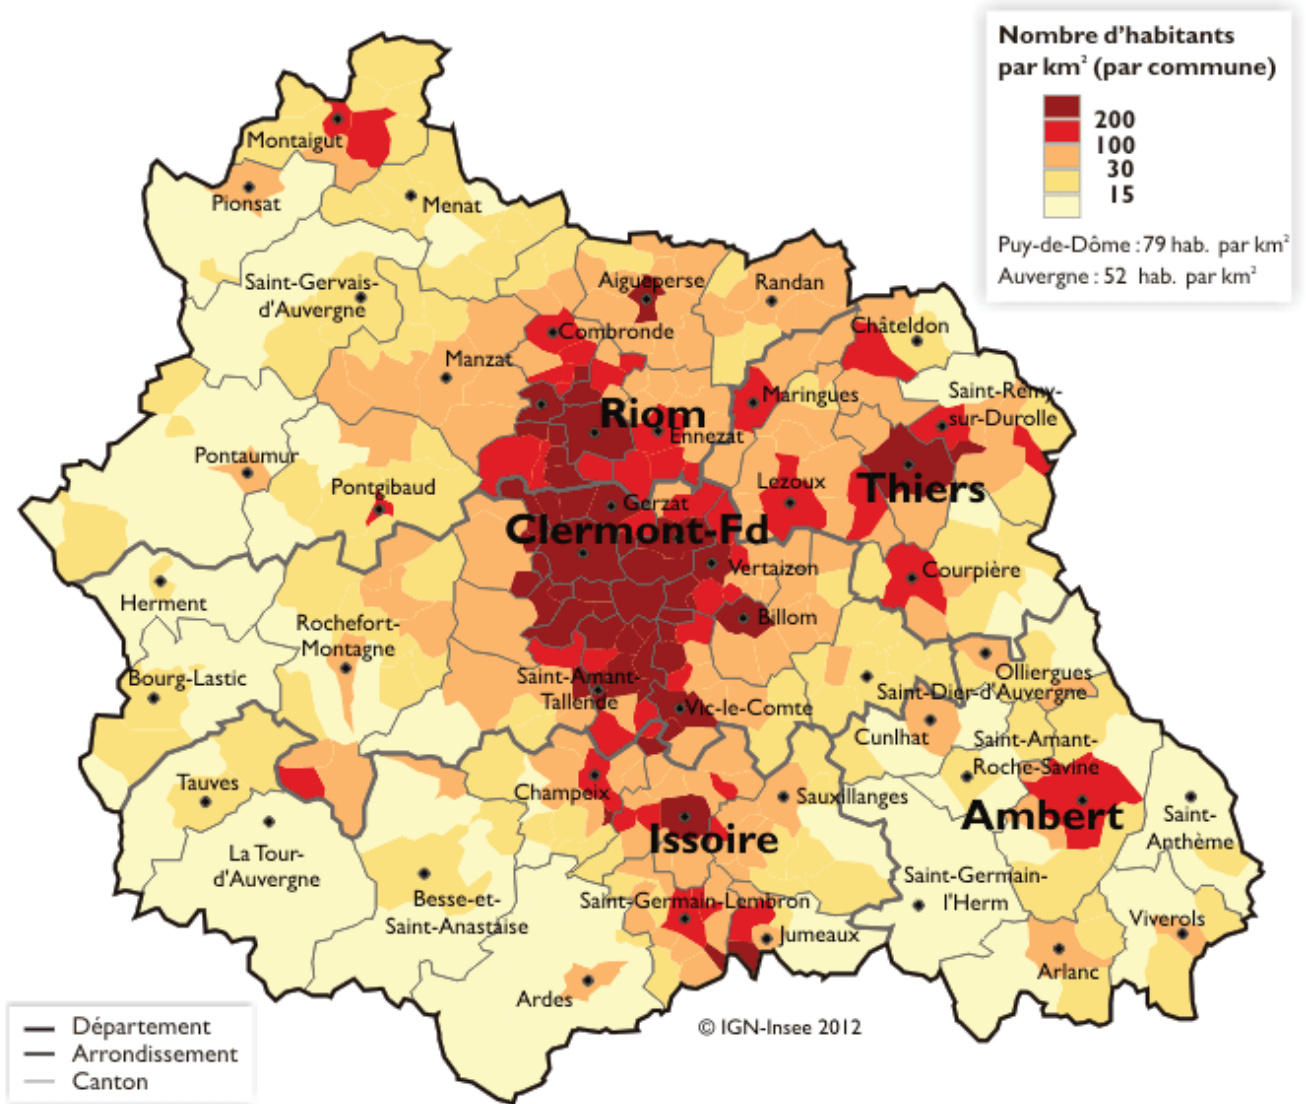 Nombre d'habitants
par km² (par commune)
200
100
30
15
Puy-de-Dôme : 79 hab. par km²
Auvergne : 52 hab. par km²
Montaigut
Pionsat
Menat
Saint-Gervais-
d'Auvergne
Aigueperse
Randan
Combronde
Châteldon
Manzat
Maringues
Saint-Remy-
sur-Durolle
Riom
Ennezat
Pontaumur
Pontgibaud
Lezoux
Thiers
Gerzat
Clermont-Fd
Vertaizon
Courpière
Herment
Billom
Rochefort-
Montagne
Bourg-Lastic
Olliergues
Saint-Dier-d'Auvergne
Saint-Amant-
Tallende
Vic-le-Comte
Cunlhat
Saint-Amant-
Roche-Savine
Tauves
Champeix
Sauxillanges
Ambert
Saint-
Anthème
Issoire
La Tour-
d'Auvergne
Besse-et-
Saint-Anastaise
Saint-Germain-
l'Herm
Saint-Germain-Lembron
Jumeaux
Viverols
Arlanc
Ardes
© IGN-Insee 2012
Département
Arrondissement
Canton